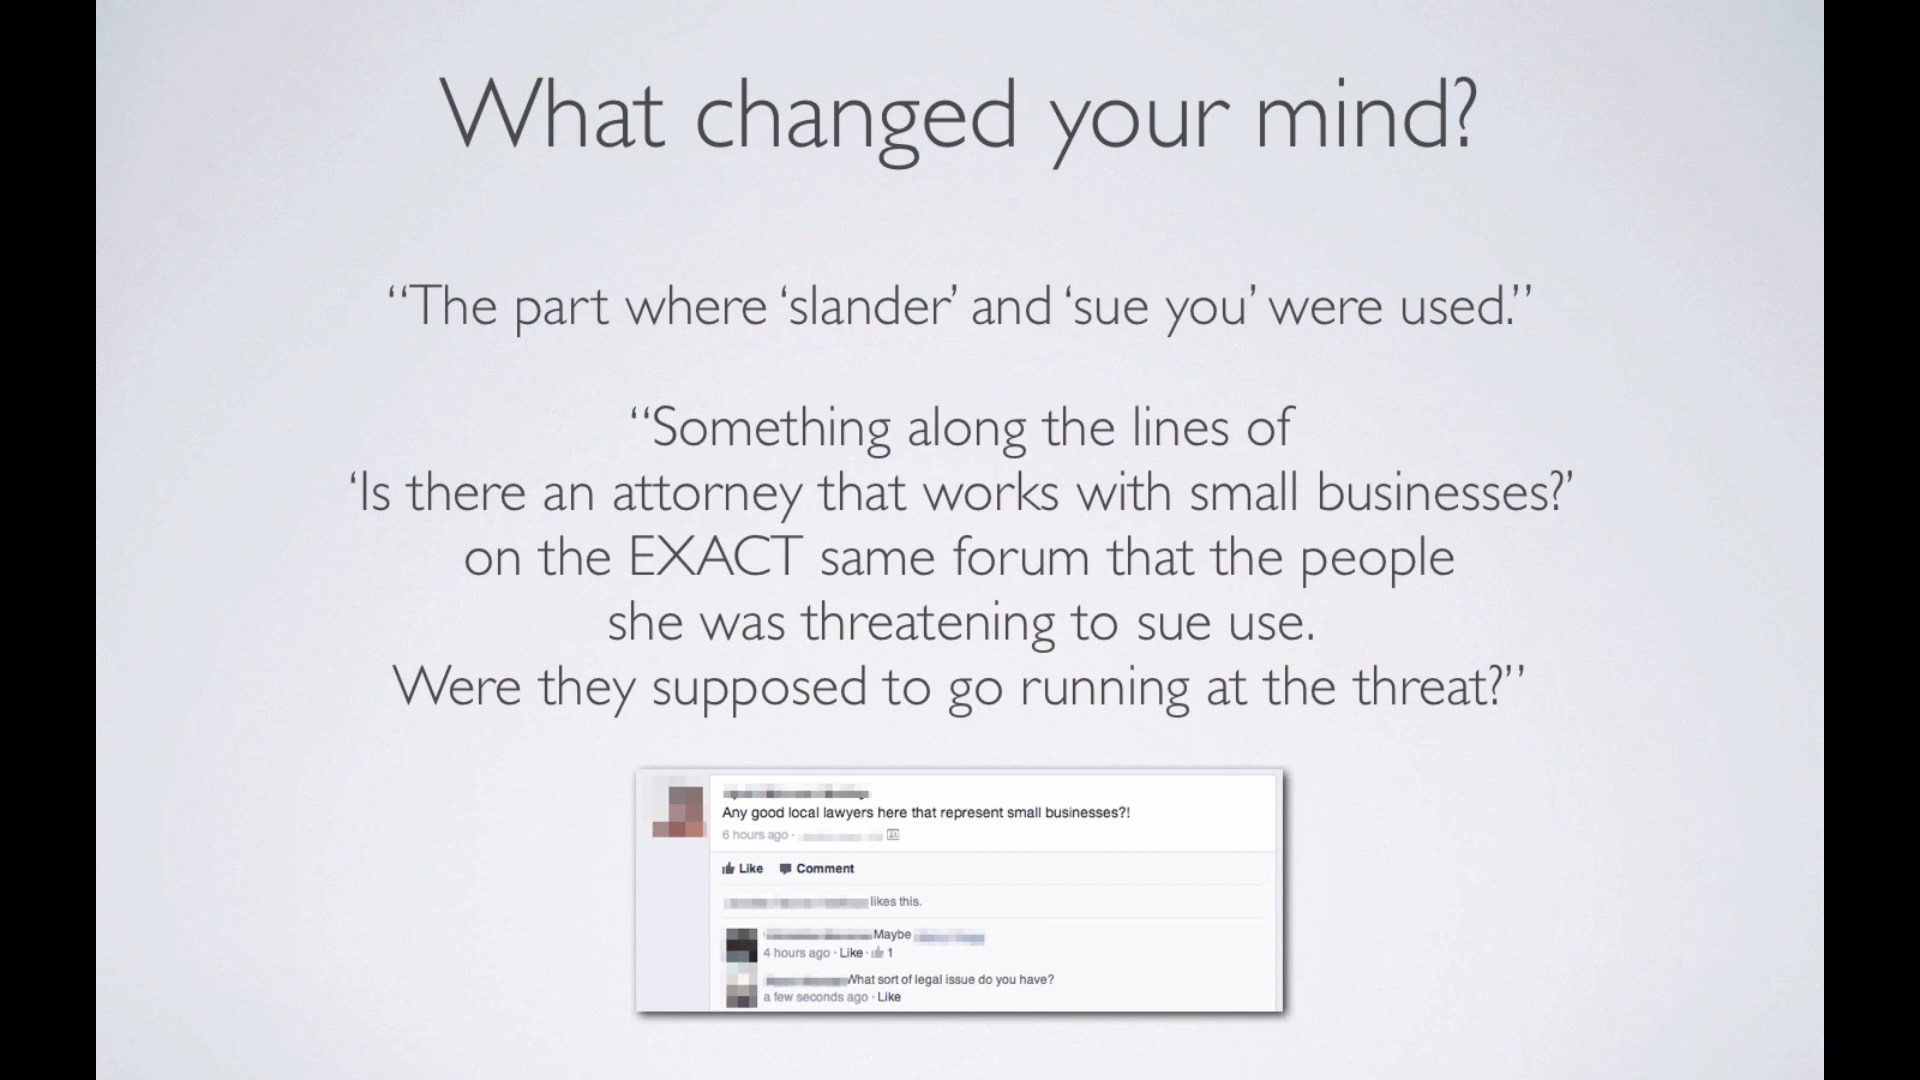 What changed your mind?
“The part where ‘slander’ and ‘sue you’ were used.”
“Something along the lines of
‘Is there an attorney that works with small businesses?’
on the EXACT same forum that the people
she was threatening to sue use.
Were they supposed to go running at the threat?”
Any good local lawyers here that represent small businesses?!
6 hours ago ·
Like Comment
likes this.
Maybe
4 hours ago · Like · 1
What sort of legal issue do you have?
a few seconds ago · Like